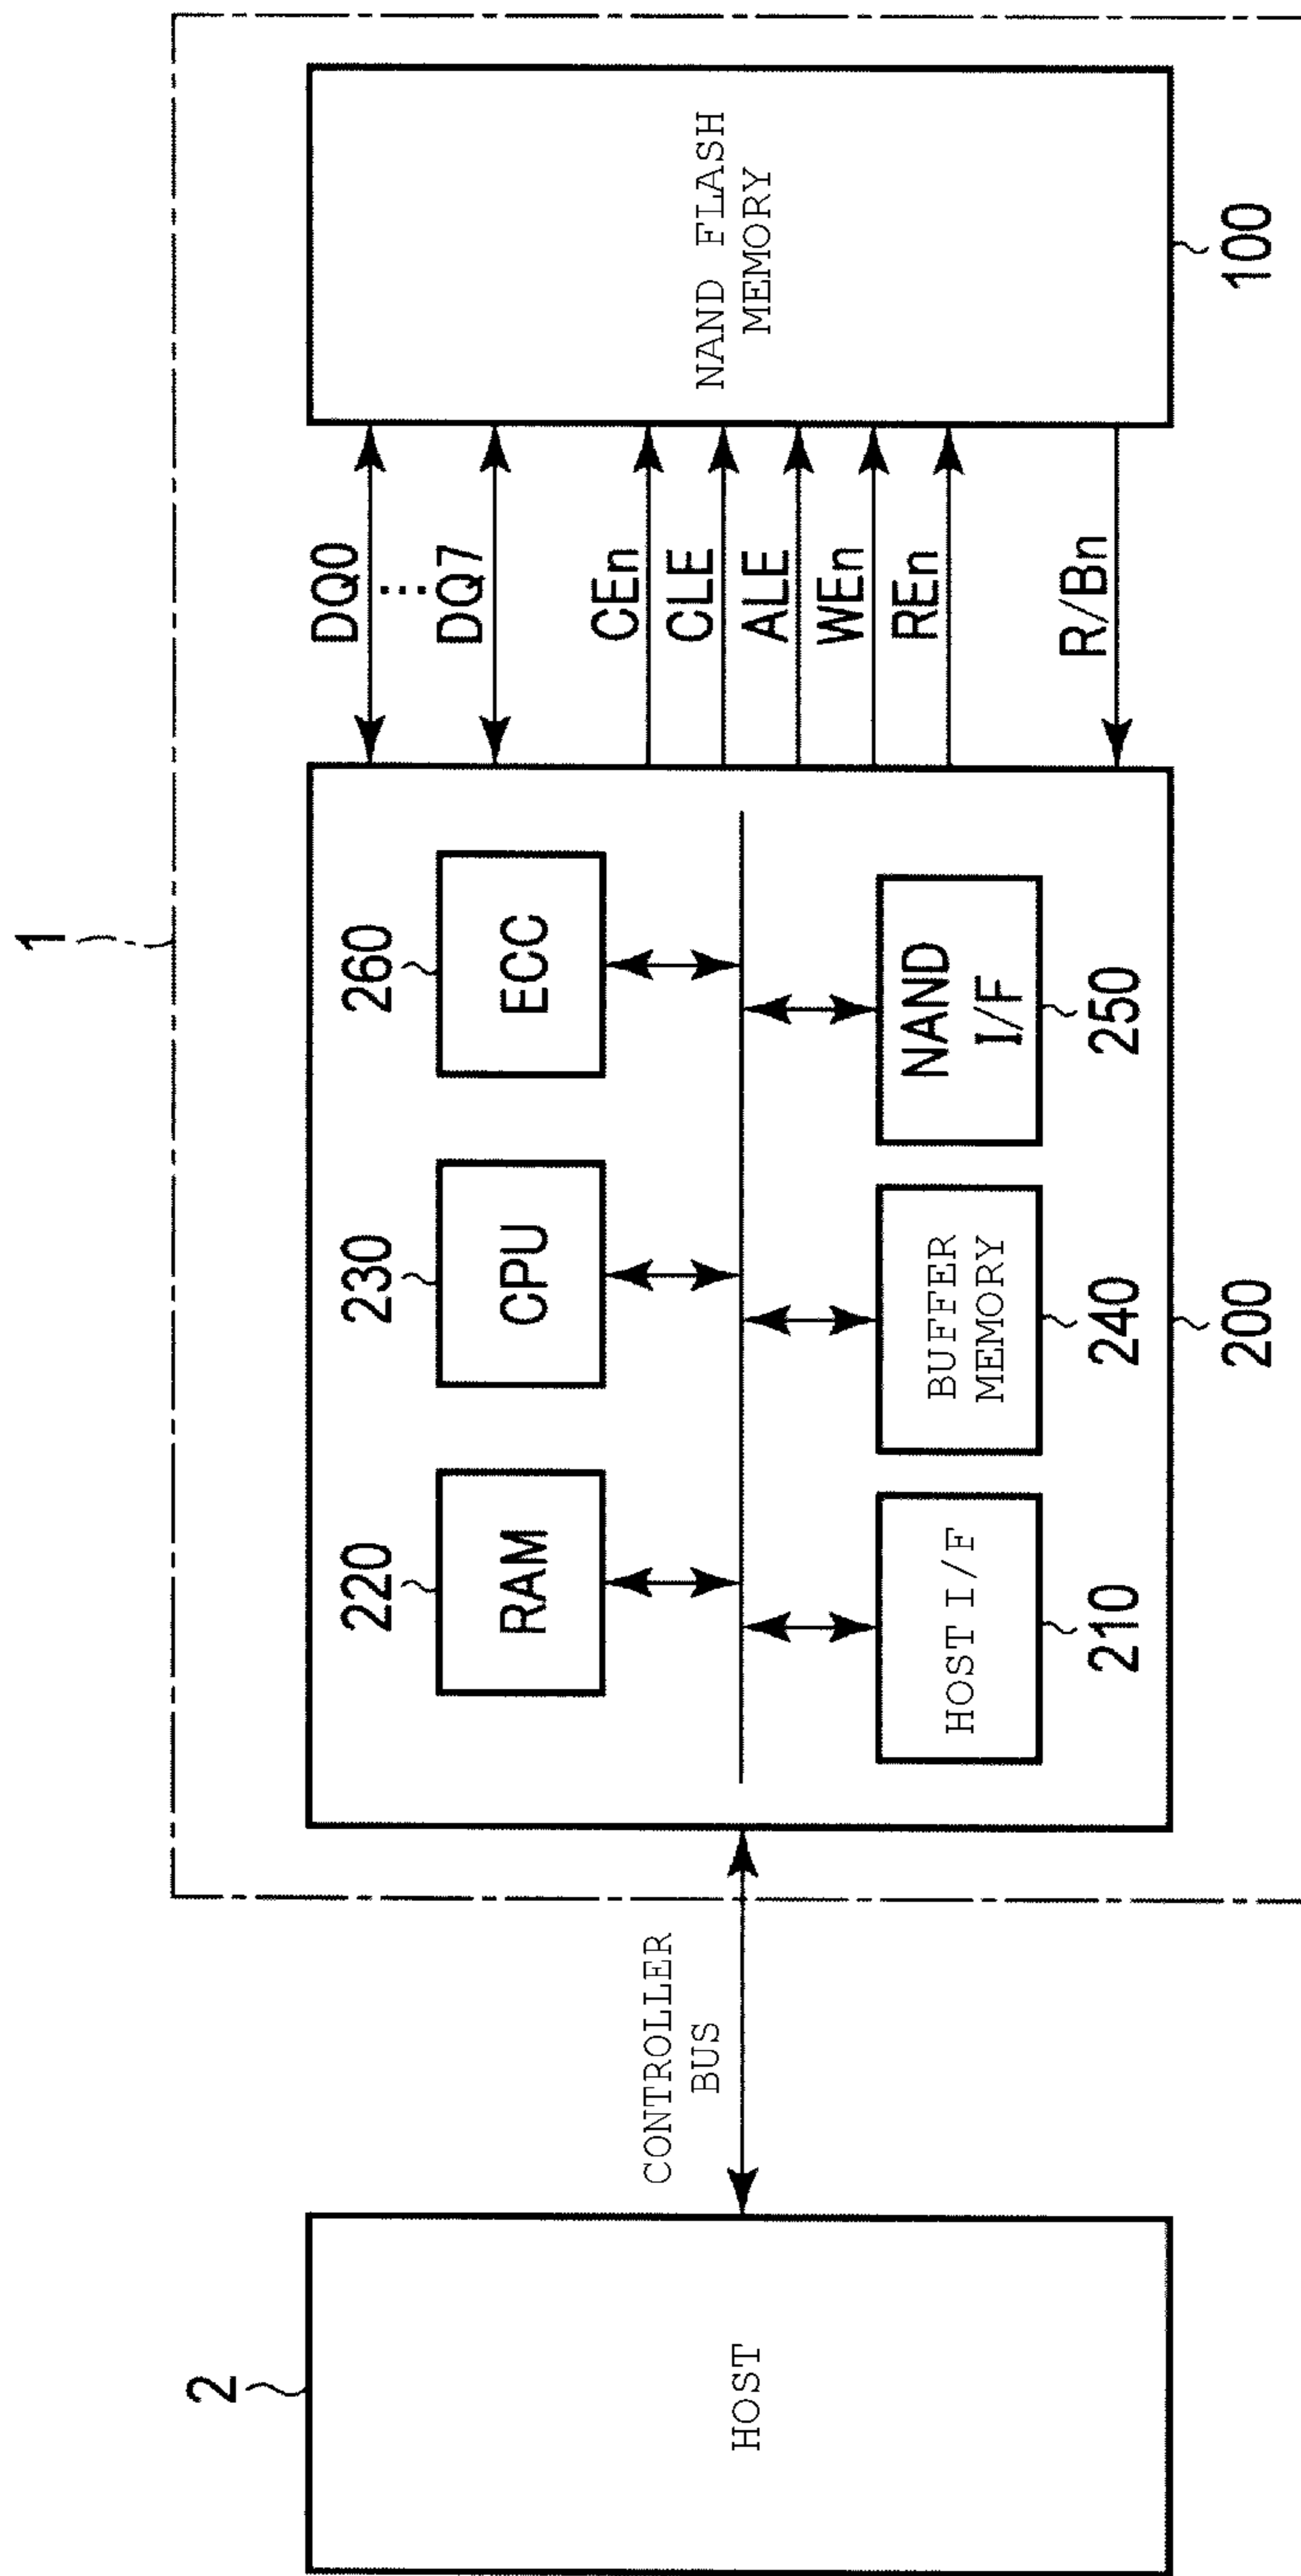 1
2
HOST
CONTROLLER
BUS
220
RAM
230
CPU
260
ECC
HOST I/F
210
BUFFER
MEMORY
240
NAND
I/F
250
200
DQ0
...
DQ7
CEn
CLE
ALE
WEn
REn
R/Bn
NAND FLASH
MEMORY
100